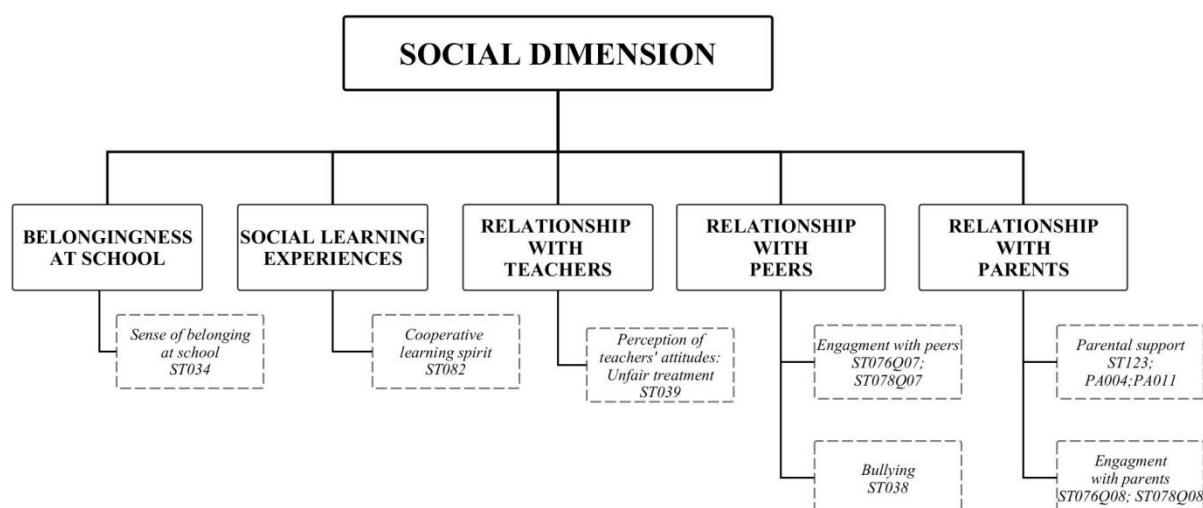 SOCIAL DIMENSION
BELONGINGNESS
AT SCHOOL
SOCIAL LEARNING
EXPERIENCES
RELATIONSHIP
WITH
TEACHERS
RELATIONSHIP
WITH
PEERS
RELATIONSHIP
WITH
PARENTS
Sense of belonging
at school
ST034
Cooperative
learning spirit
ST082
Perception of
teachers' attitudes:
Unfair treatment
ST039
Engagment with peers
ST076Q07;
ST078Q07
Parental support
ST123;
PA004;PA011
Bullying
ST038
Engagment
with parents
ST076Q08; ST078Q08